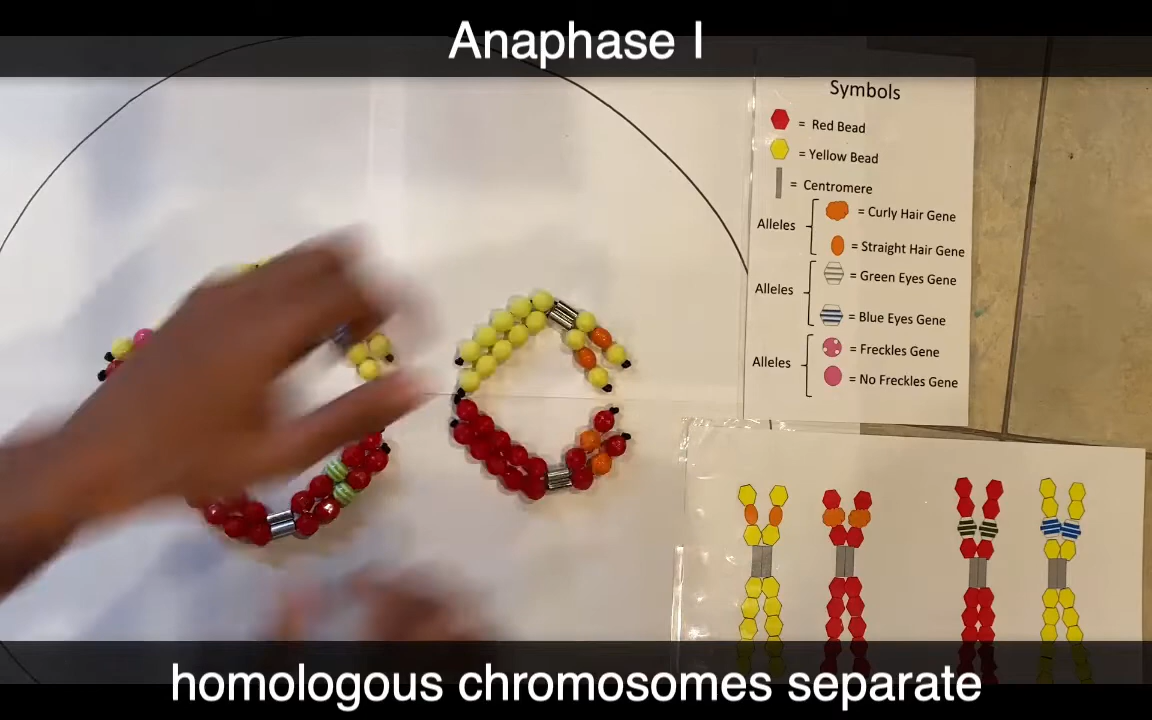 Anaphase I
Symbols
= Red Bead
= Yellow Bead
= Centromere
Alleles
= Curly Hair Gene
= Straight Hair Gene
Alleles
= Green Eyes Gene
= Blue Eyes Gene
Alleles
= Freckles Gene
= No Freckles Gene
homologous chromosomes separate